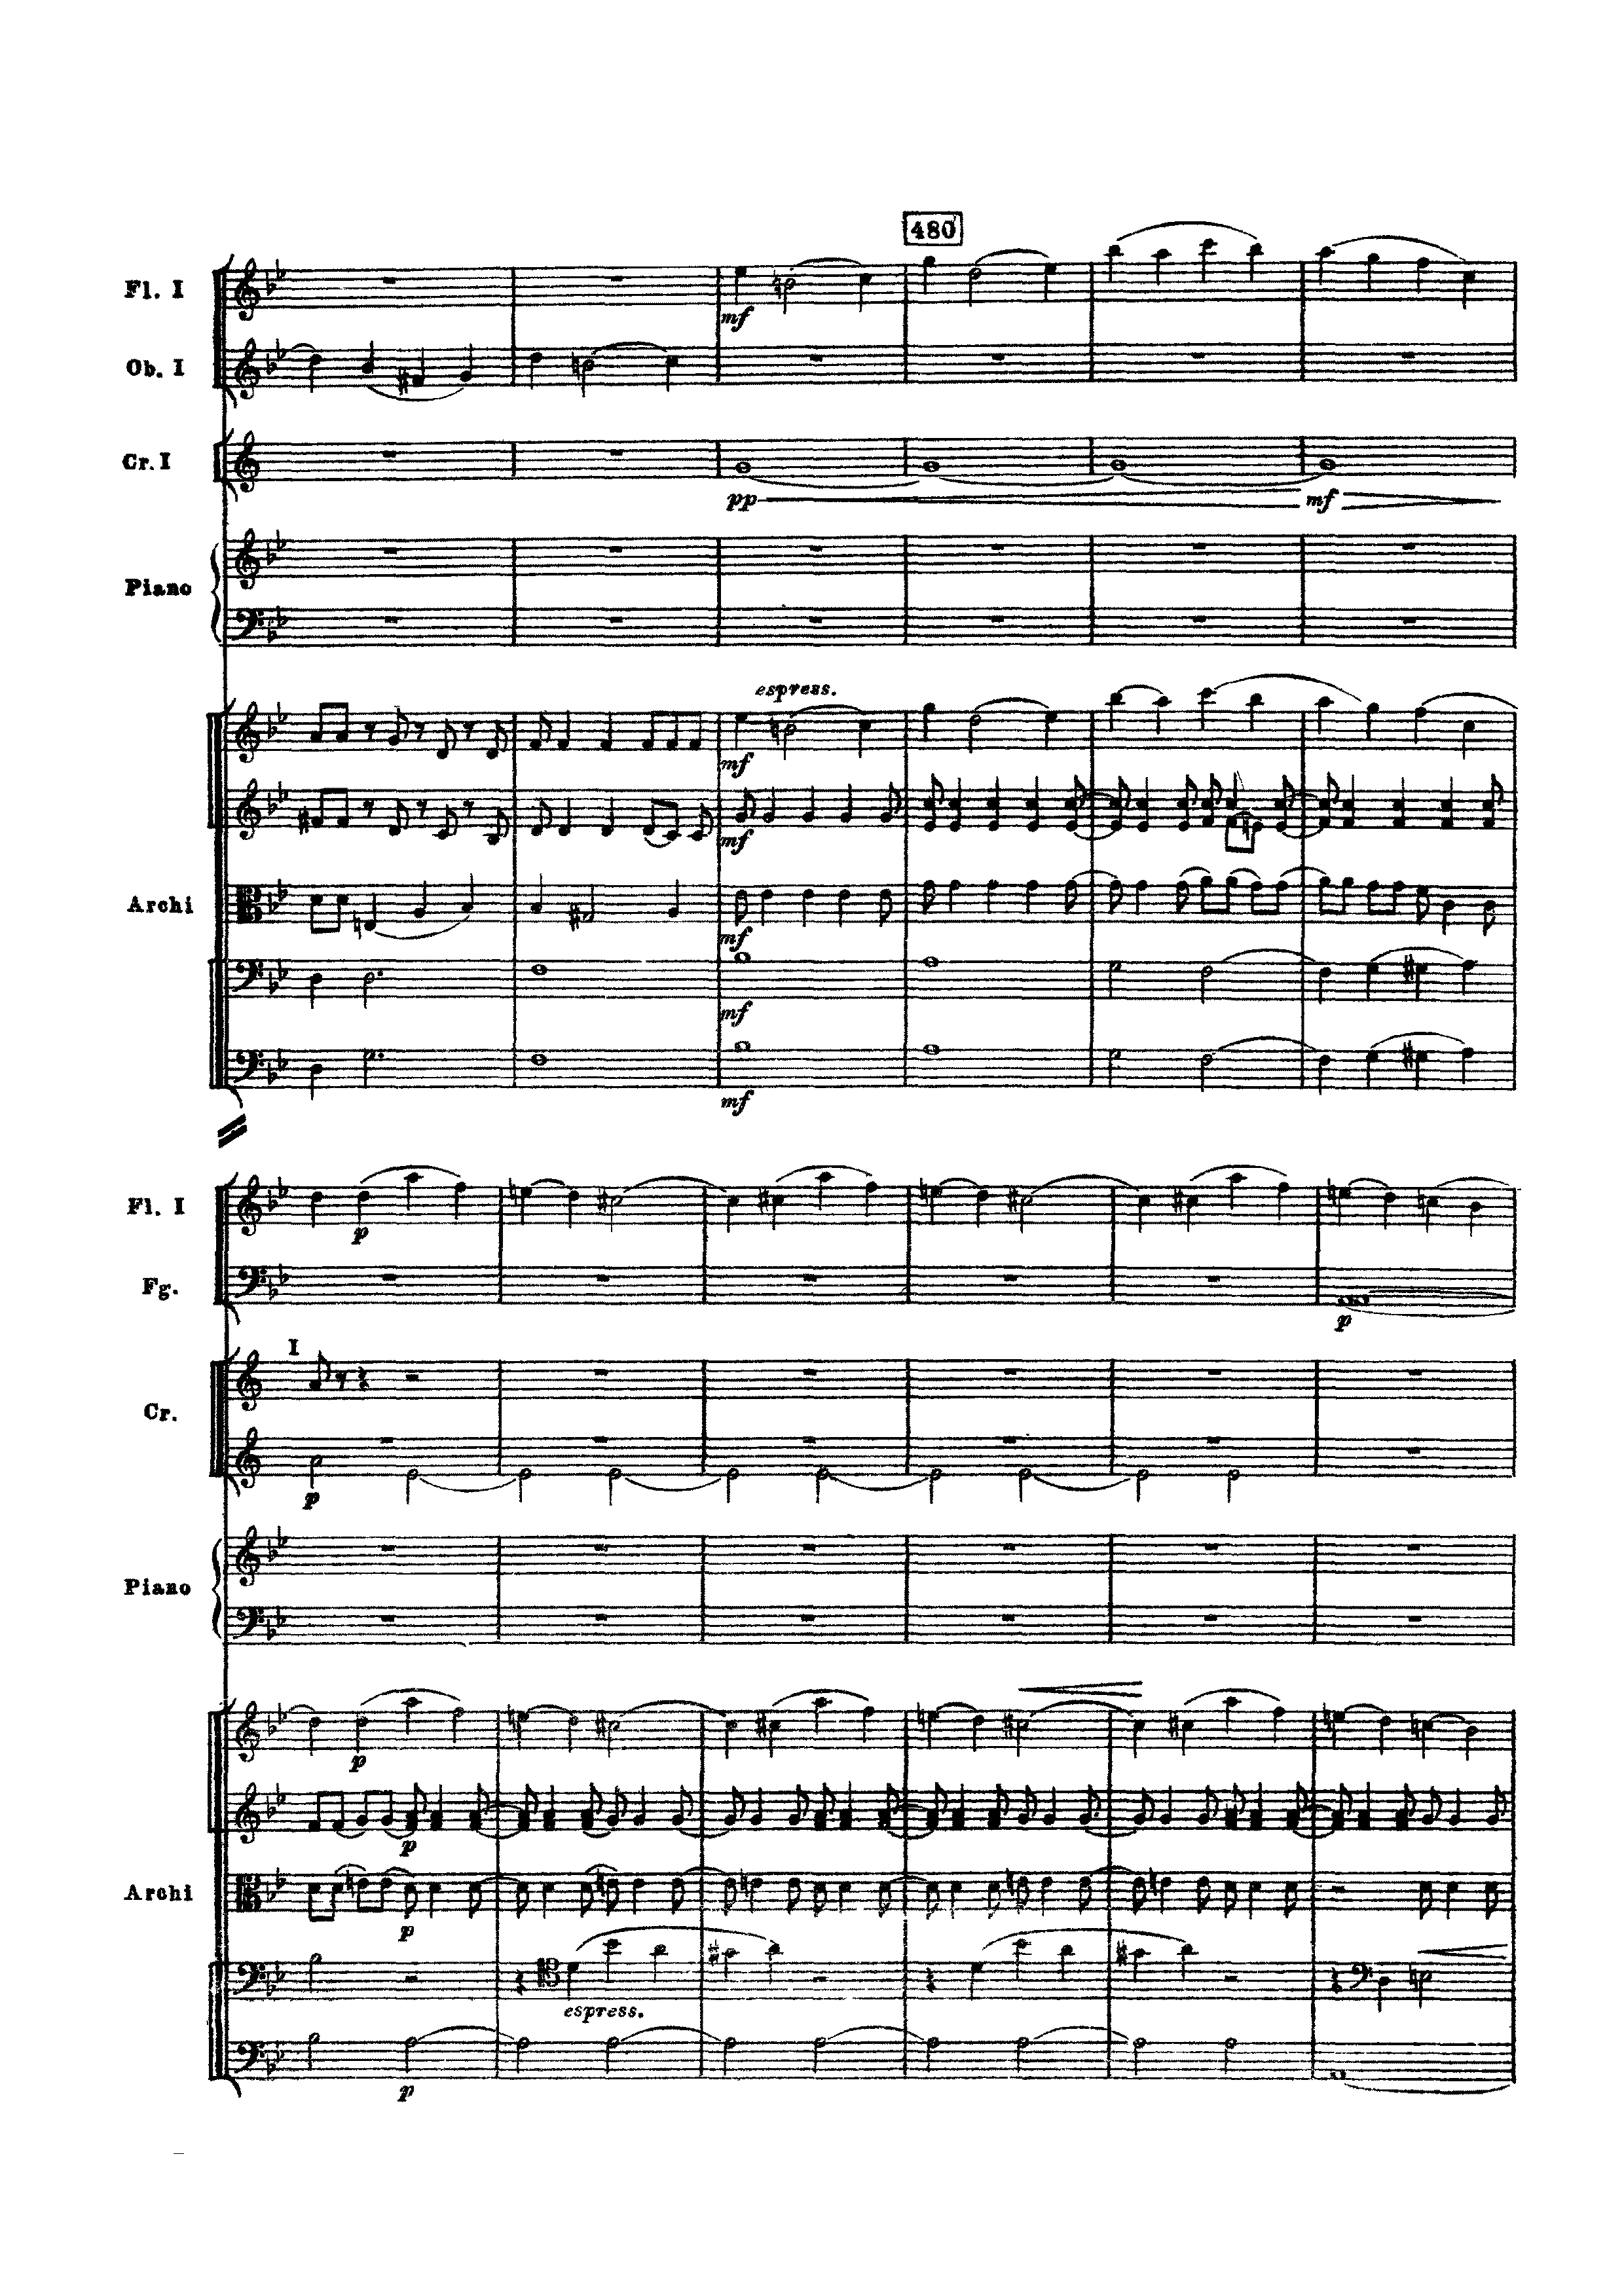 480
Fl. I
mf
Ob. I
Cr. I
pp
mf
Piano
espress.
mf
mf
Archi
mf
mf
mf
Fl. I
p
Fg.
p
I
Cr.
p
Piano
p
p
Archi
p
espress.
p